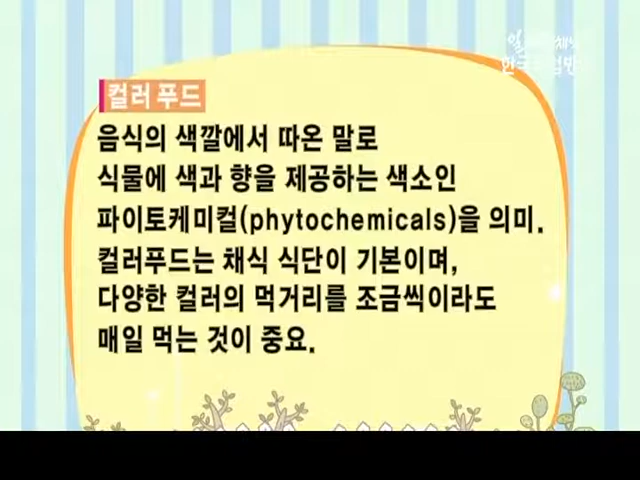 컬러 푸드
음식의 색깔에서 따온 말로
식물에 색과 향을 제공하는 색소인
파이토케미컬(phytochemicals)을 의미.
컬러푸드는 채식 식단이 기본이며,
다양한 컬러의 먹거리를 조금씩이라도
매일 먹는 것이 중요.